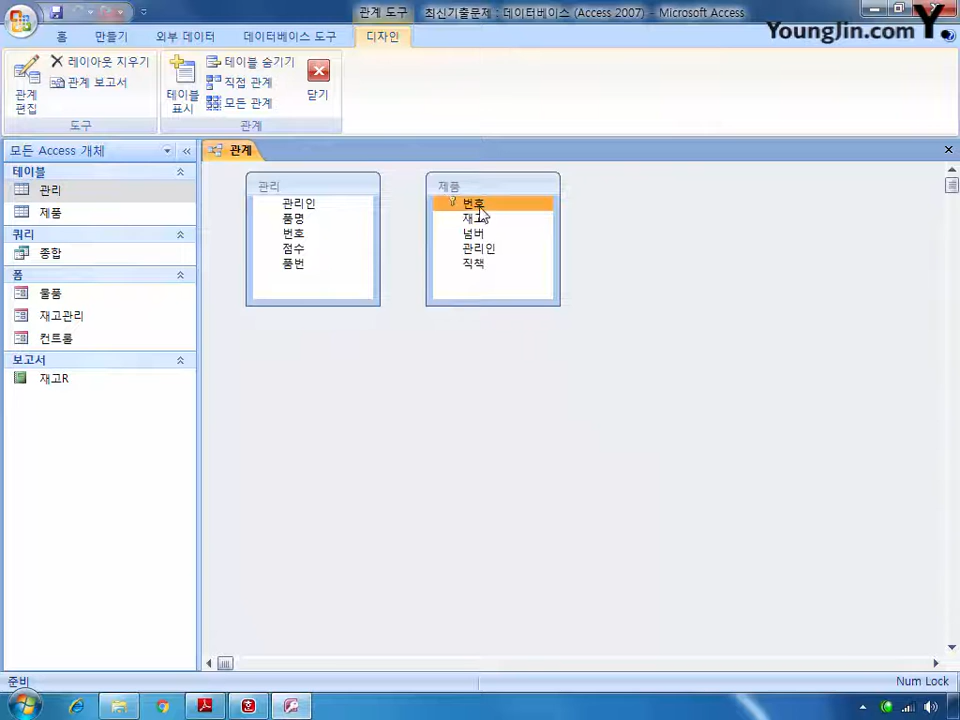 관계 도구
최신기출문제 : 데이터베이스 (Access 2007) - Microsoft Access
YoungJin.com Y.
홈 만들기 외부 데이터 데이터베이스 도구 디자인
관계 편집
레이아웃 지우기
관계 보고서
도구
테이블 표시
테이블 숨기기
직접 관계
모든 관계
닫기
관계
모든 Access 개체
테이블
관리
제품
쿼리
종합
폼
물품
재고관리
컨트롤
보고서
재고R
관계
관리
관리인
품명
번호
점수
품번
제품
번호
넘버
관리인
직책
준비
Num Lock